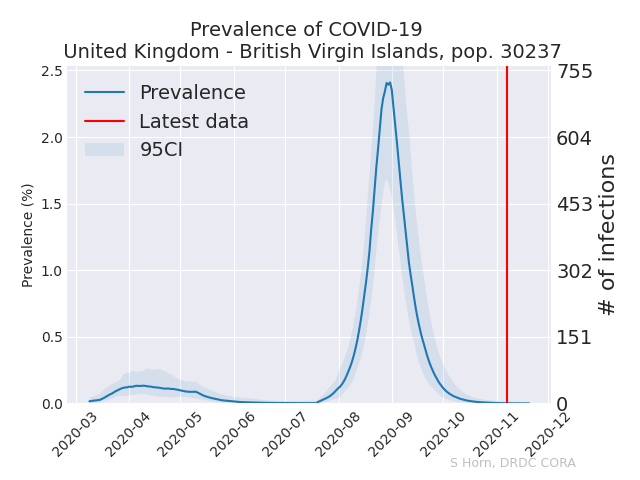 Prevalence of COVID-19
United Kingdom - British Virgin Islands, pop. 30237
Prevalence
Latest data
95CI
Prevalence (%)
2.5
2.0
1.5
1.0
0.5
0.0
755
604
453
302
151
0
# of infections
2020-03
2020-04
2020-05
2020-06
2020-07
2020-08
2020-09
2020-10
2020-11
2020-12
S Horn, DRDC CORA